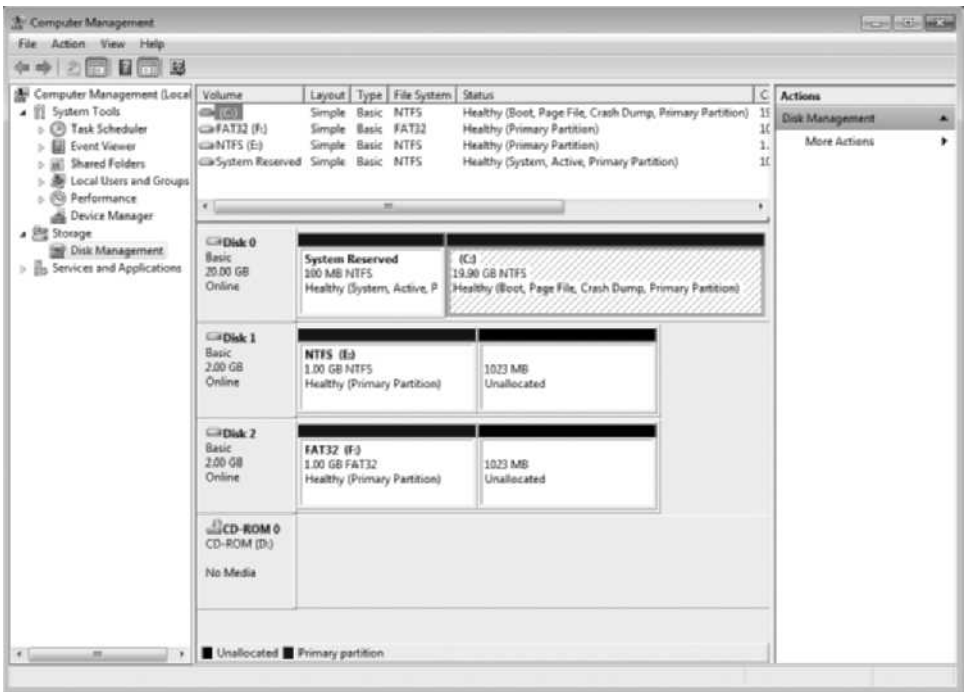 Computer Management
File Action View Help
Computer Management (Local
System Tools
Task Scheduler
Event Viewer
Shared Folders
Local Users and Groups
Performance
Device Manager
Storage
Disk Management
Services and Applications
Volume Layout Type File System Status C
(C:) Simple Basic NTFS Healthy (Boot, Page File, Crash Dump, Primary Partition) 19
FAT32 (F:) Simple Basic FAT32 Healthy (Primary Partition) 10
NTFS (E:) Simple Basic NTFS Healthy (Primary Partition) 1.
System Reserved Simple Basic NTFS Healthy (System, Active, Primary Partition) 10
Disk 0
Basic
20.00 GB
Online
System Reserved
100 MB NTFS
Healthy (System, Active, P
(C:)
19.90 GB NTFS
Healthy (Boot, Page File, Crash Dump, Primary Partition)
Disk 1
Basic
2.00 GB
Online
NTFS (E:)
1.00 GB NTFS
Healthy (Primary Partition)
1023 MB
Unallocated
Disk 2
Basic
2.00 GB
Online
FAT32 (F:)
1.00 GB FAT32
Healthy (Primary Partition)
1023 MB
Unallocated
CD-ROM 0
CD-ROM (D:)
No Media
Unallocated Primary partition
Actions
Disk Management
More Actions